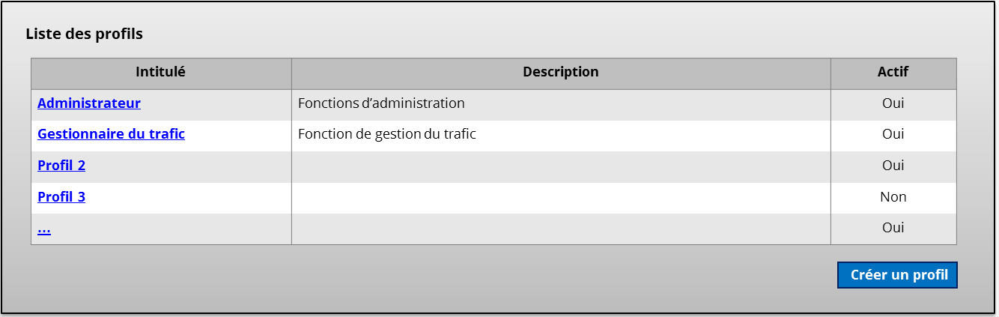 Liste des profils
Intitulé Description Actif
Administrateur Fonctions d’administration Oui
Gestionnaire du trafic Fonction de gestion du trafic Oui
Profil 2 Oui
Profil 3 Non
... Oui
Créer un profil